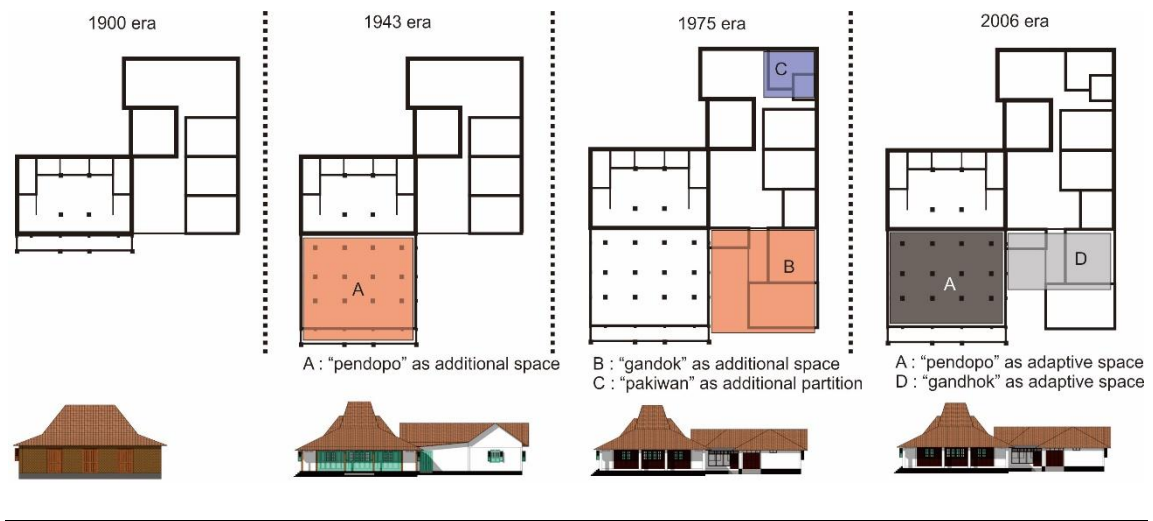 1900 era
1943 era
1975 era
2006 era
C
A
B
A
D
A : “pendopo” as additional space
B : “gandok” as additional space
C : “pakiwan” as additional partition
A : “pendopo” as adaptive space
D : “gandhok” as adaptive space